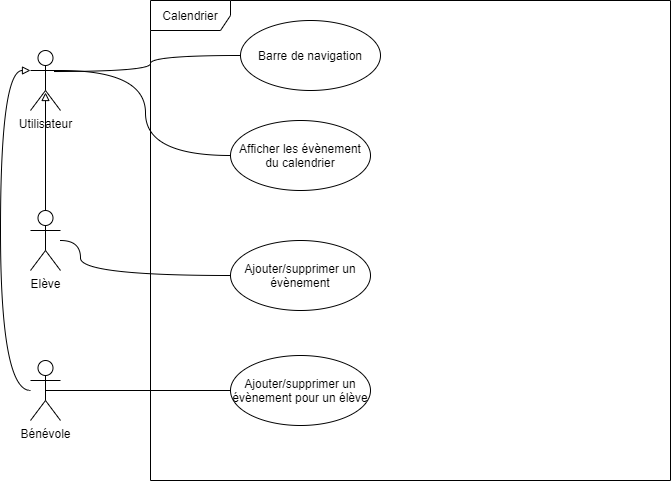 Calendrier
Barre de navigation
Utilisateur
Afficher les évènement
du calendrier
Ajouter/supprimer un
évènement
Elève
Ajouter/supprimer un
évènement pour un élève
Bénévole